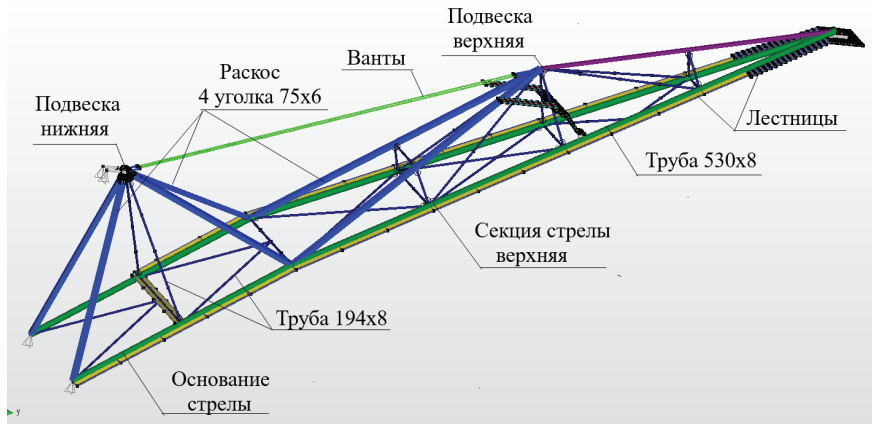 Подвеска
верхняя
Ванты
Раскос
4 уголка 75х6
Подвеска
нижняя
Лестницы
Труба 530х8
Секция стрелы
верхняя
Труба 194х8
Основание
стрелы
y